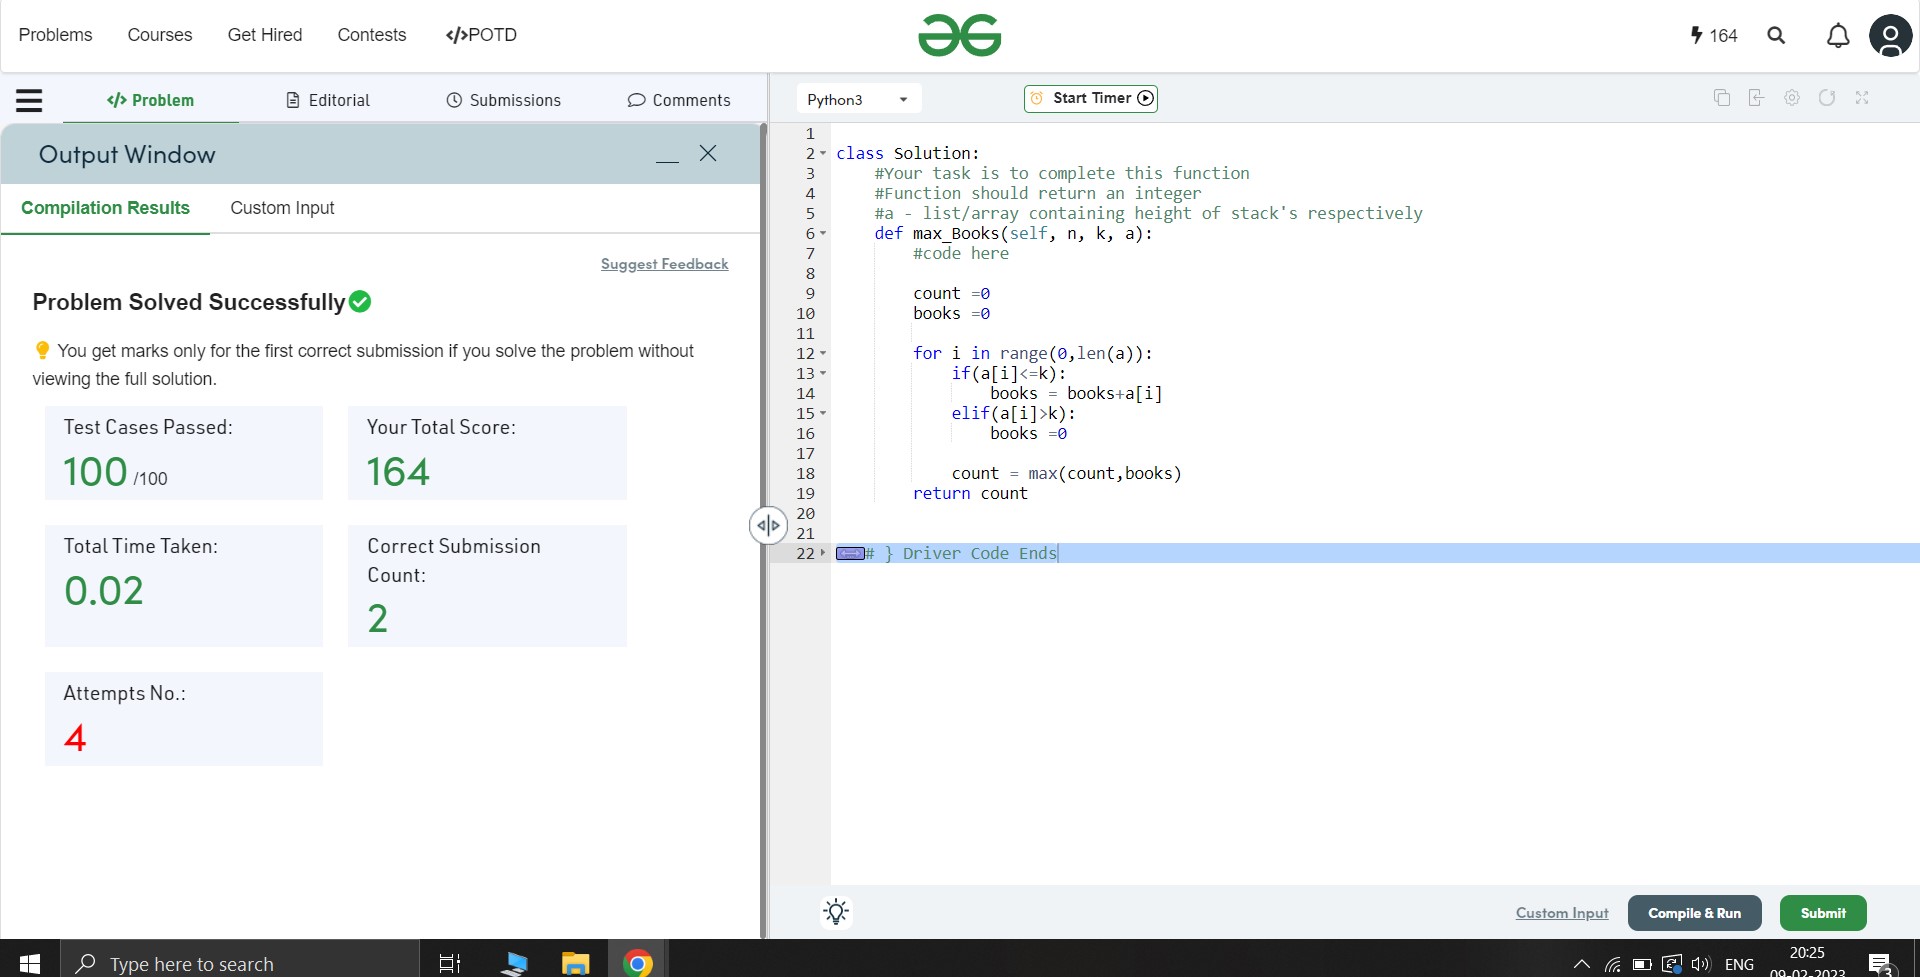 Problems Courses Get Hired Contests </>POTD 164
</> Problem Editorial Submissions Comments Python3 Start Timer
Output Window
Compilation Results Custom Input
Suggest Feedback
Problem Solved Successfully
You get marks only for the first correct submission if you solve the problem without
viewing the full solution.
Test Cases Passed:
100 /100
Your Total Score:
164
Total Time Taken:
0.02
Correct Submission
Count:
2
Attempts No.:
4
1
2 class Solution:
3 #Your task is to complete this function
4 #Function should return an integer
5 #a - list/array containing height of stack's respectively
6 def max_Books(self, n, k, a):
7 #code here
8
9 count =0
10 books =0
11
12 for i in range(0,len(a)):
13 if(a[i]<=k):
14 books = books+a[i]
15 elif(a[i]>k):
16 books =0
17
18 count = max(count,books)
19 return count
20
21
22 # } Driver Code Ends
Custom Input Compile & Run Submit
Type here to search
ENG
20:25
09-02-2023
3